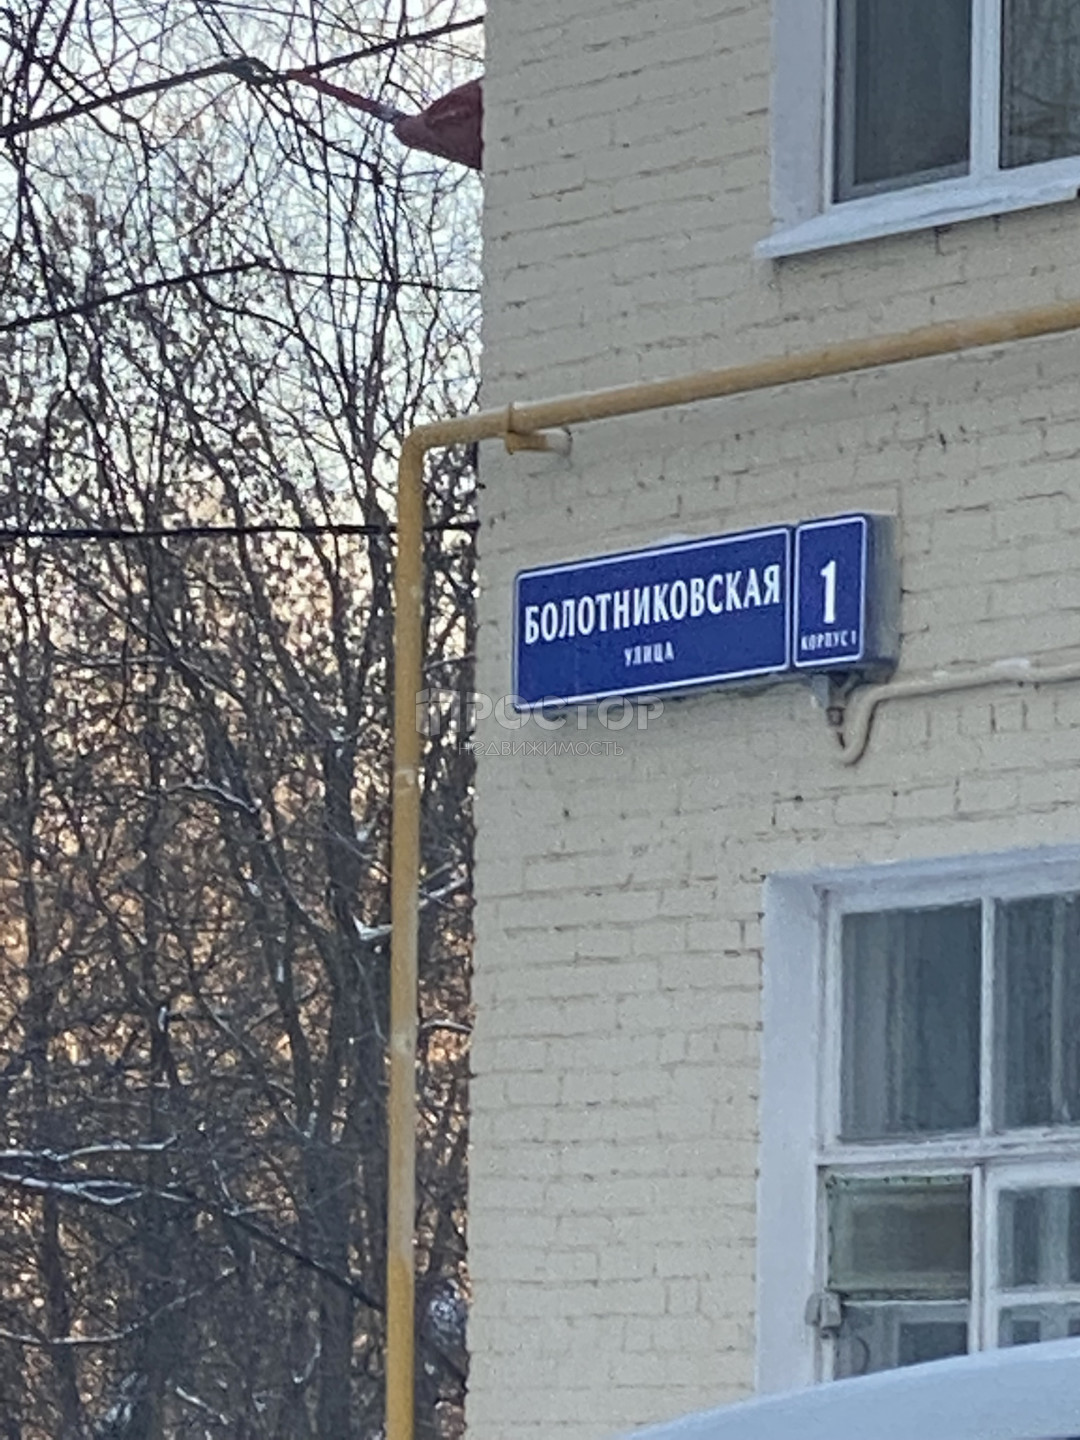 БОЛОТНИКОВСКАЯ
УЛИЦА
1
КОРПУС 1
ПРОСТОР
НЕДВИЖИМОСТЬ